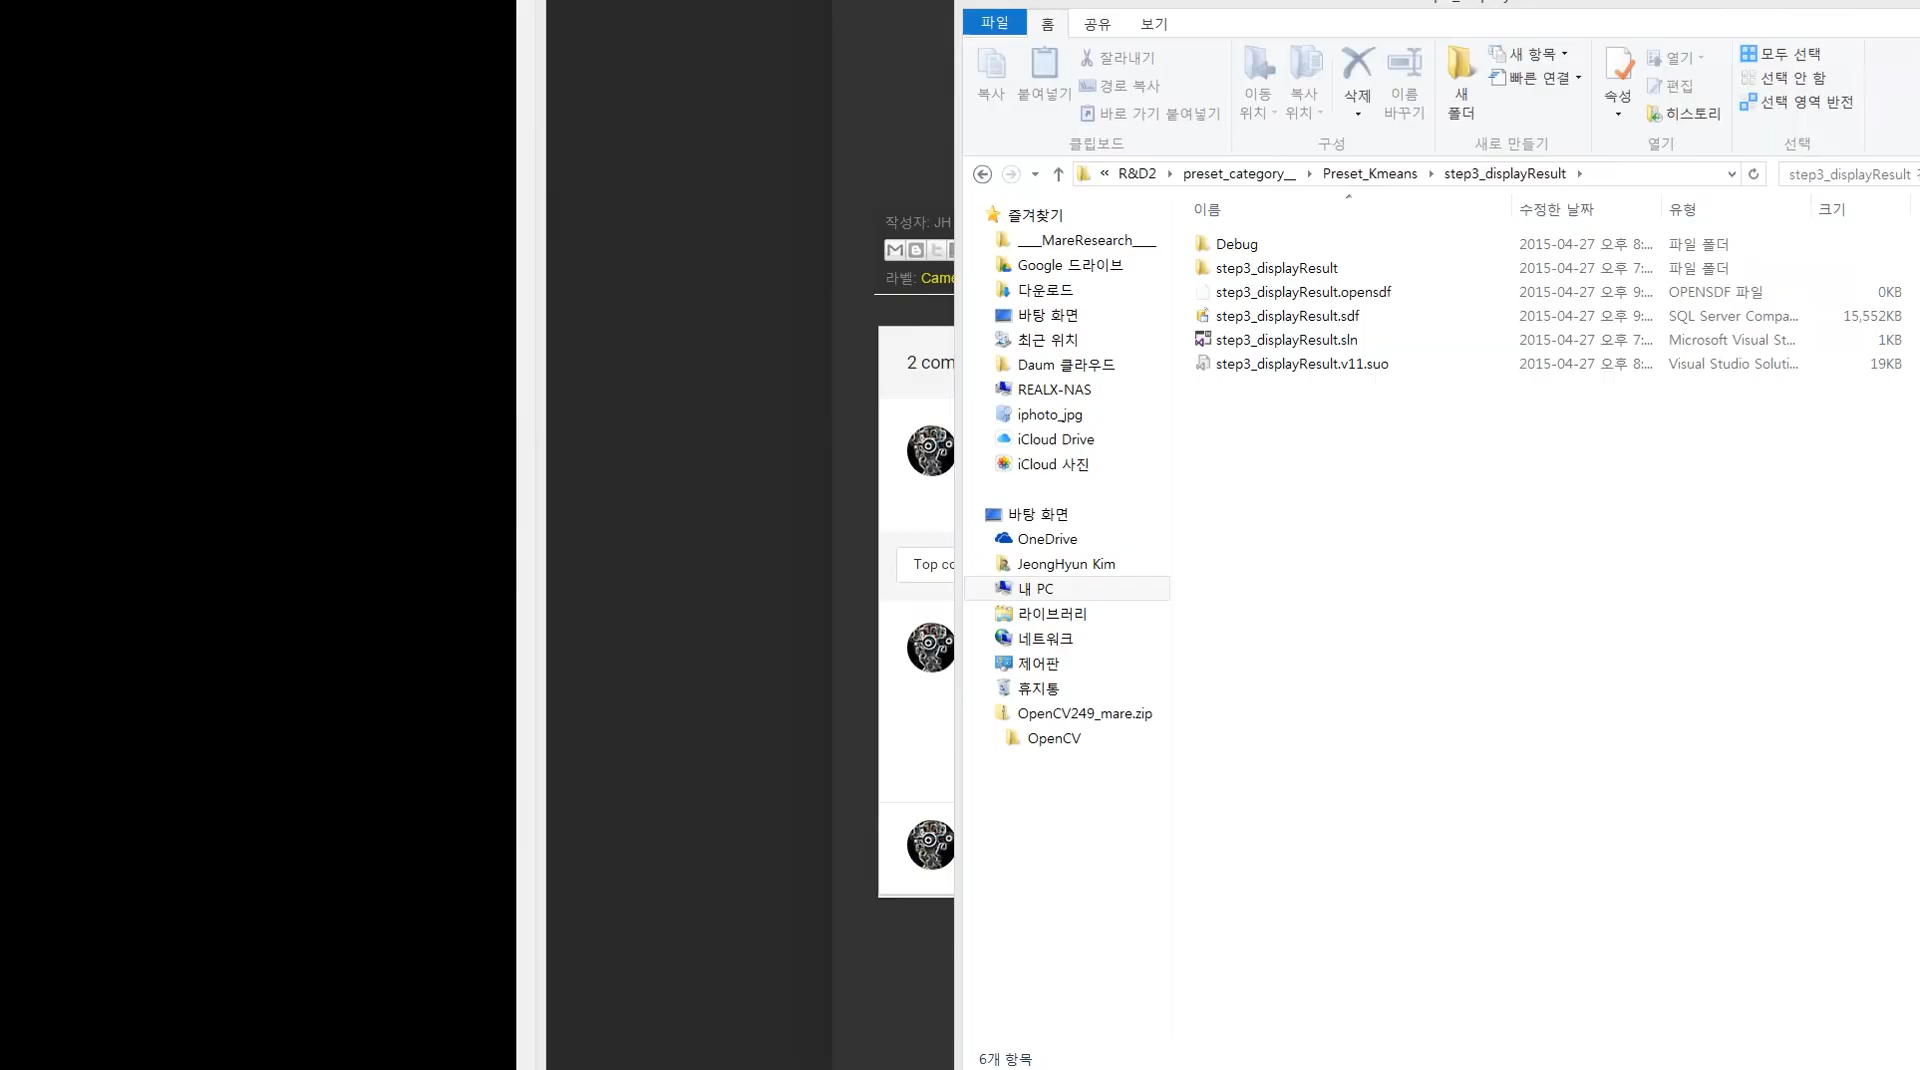 파일
홈
공유
보기
복사
붙여넣기
잘라내기
경로 복사
바로 가기 붙여넣기
클립보드
이동
위치
복사
위치
삭제
이름
바꾸기
구성
새
폴더
새 항목
빠른 연결
새로 만들기
속성
열기
편집
히스토리
열기
모두 선택
선택 안 함
선택 영역 반전
선택
« R&D2 preset_category__ Preset_Kmeans step3_displayResult
step3_displayResult
작성자: JH
라벨: Came
2 com
Top co
즐겨찾기
____MareResearch____
Google 드라이브
다운로드
바탕 화면
최근 위치
Daum 클라우드
REALX-NAS
iphoto_jpg
iCloud Drive
iCloud 사진
바탕 화면
OneDrive
JeongHyun Kim
내 PC
라이브러리
네트워크
제어판
휴지통
OpenCV249_mare.zip
OpenCV
이름 수정한 날짜 유형 크기
Debug 2015-04-27 오후 8:... 파일 폴더
step3_displayResult 2015-04-27 오후 7:... 파일 폴더
step3_displayResult.opensdf 2015-04-27 오후 9:... OPENSDF 파일 0KB
step3_displayResult.sdf 2015-04-27 오후 9:... SQL Server Compa... 15,552KB
step3_displayResult.sln 2015-04-27 오후 7:... Microsoft Visual St... 1KB
step3_displayResult.v11.suo 2015-04-27 오후 8:... Visual Studio Soluti... 19KB
6개 항목